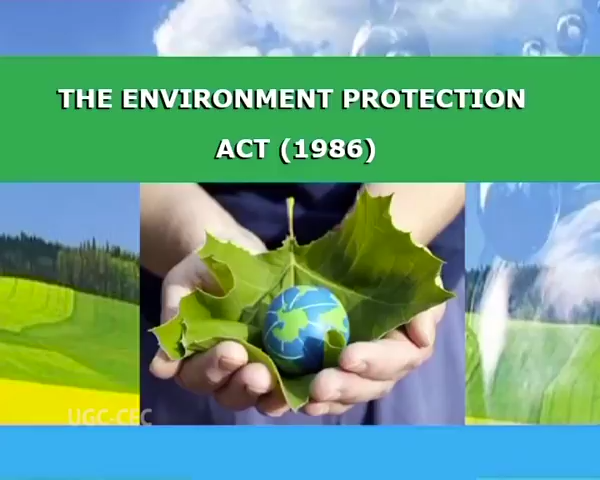 THE ENVIRONMENT PROTECTION
ACT (1986)
UGC-CEC